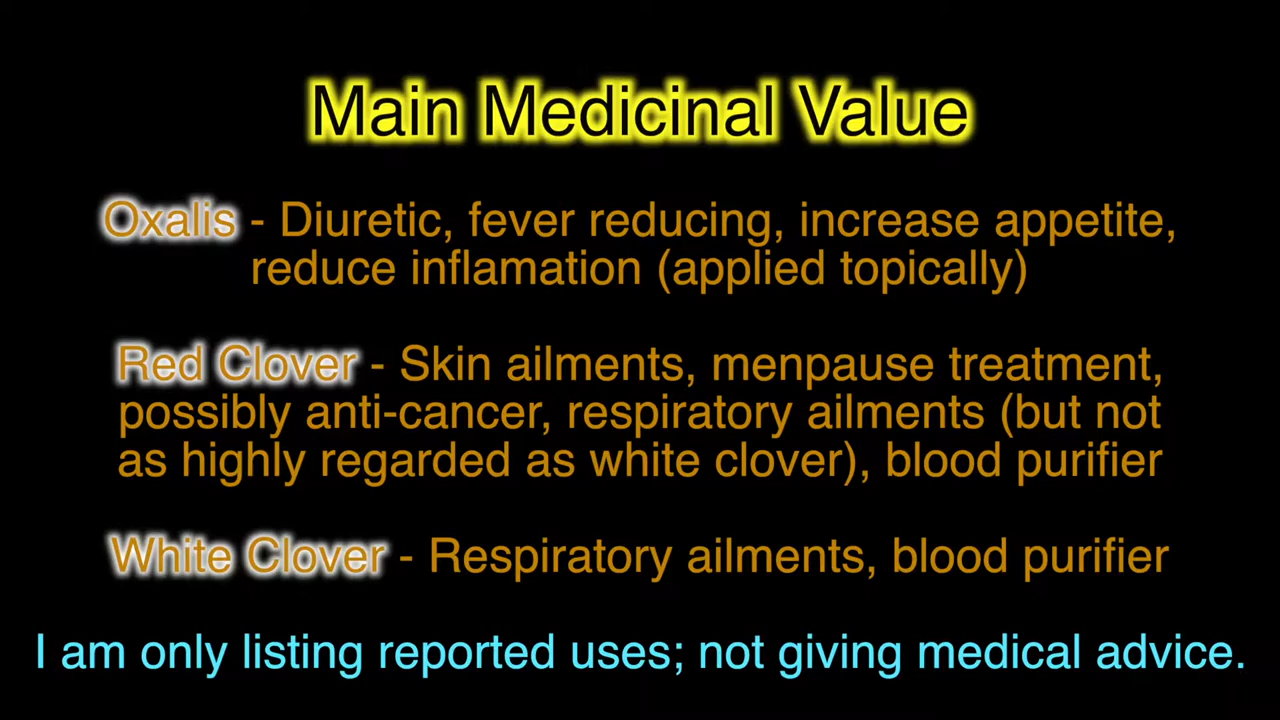 Main Medicinal Value
Oxalis - Diuretic, fever reducing, increase appetite,
reduce inflamation (applied topically)
Red Clover - Skin ailments, menpause treatment,
possibly anti-cancer, respiratory ailments (but not
as highly regarded as white clover), blood purifier
White Clover - Respiratory ailments, blood purifier
I am only listing reported uses; not giving medical advice.